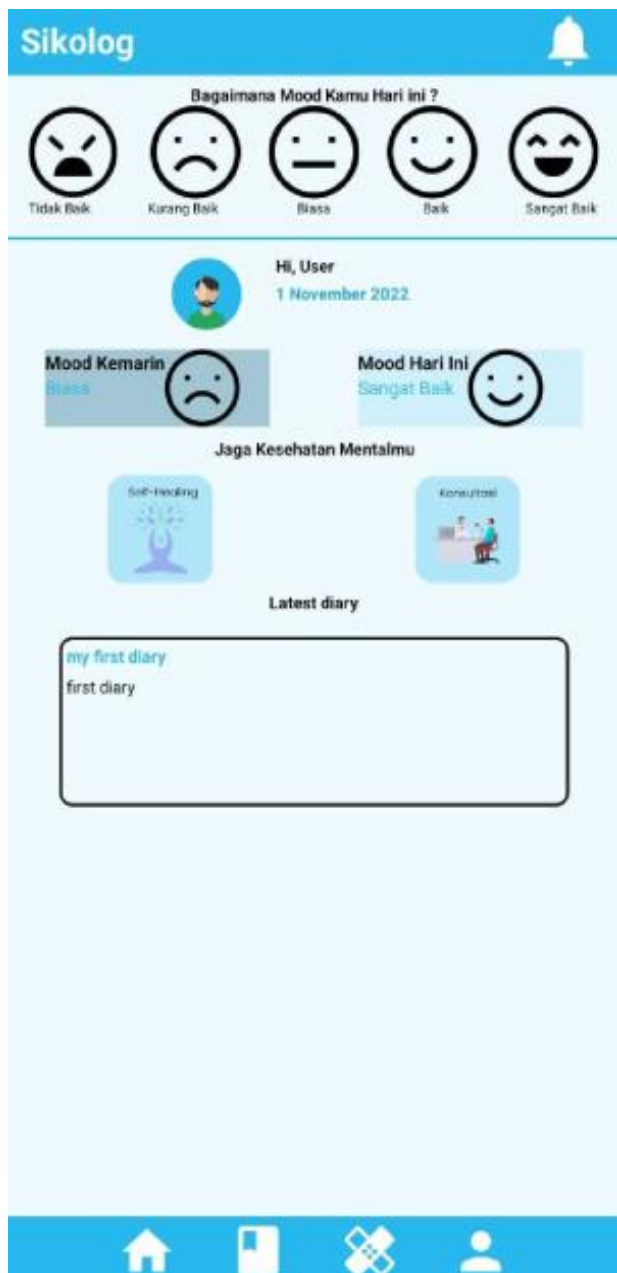 Sikolog
Bagaimana Mood Kamu Hari ini ?
Tidak Baik
Kurang Baik
Biasa
Baik
Sangat Baik
Hi, User
1 November 2022
Mood Kemarin
Biasa
Mood Hari Ini
Sangat Baik
Jaga Kesehatan Mentalmu
Self-Healing
Konsultasi
Latest diary
my first diary
first diary